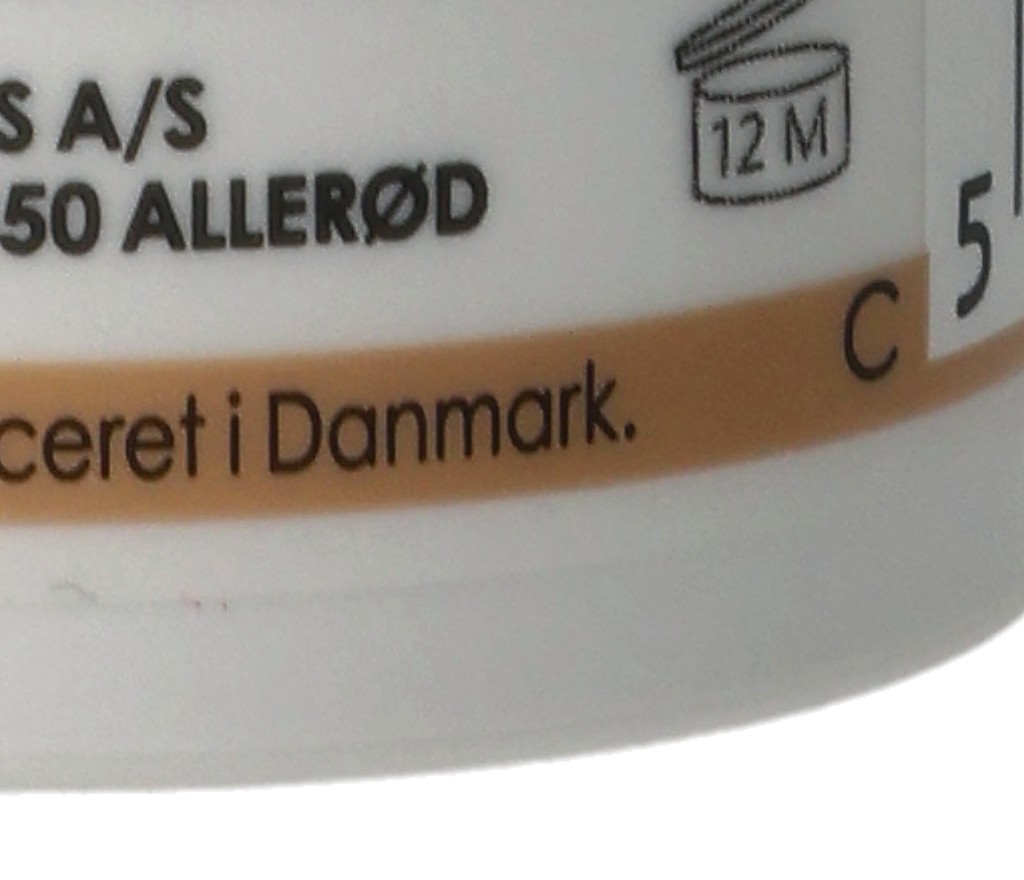 S A/S
50 ALLERØD
12 M
ceret i Danmark.
C
5